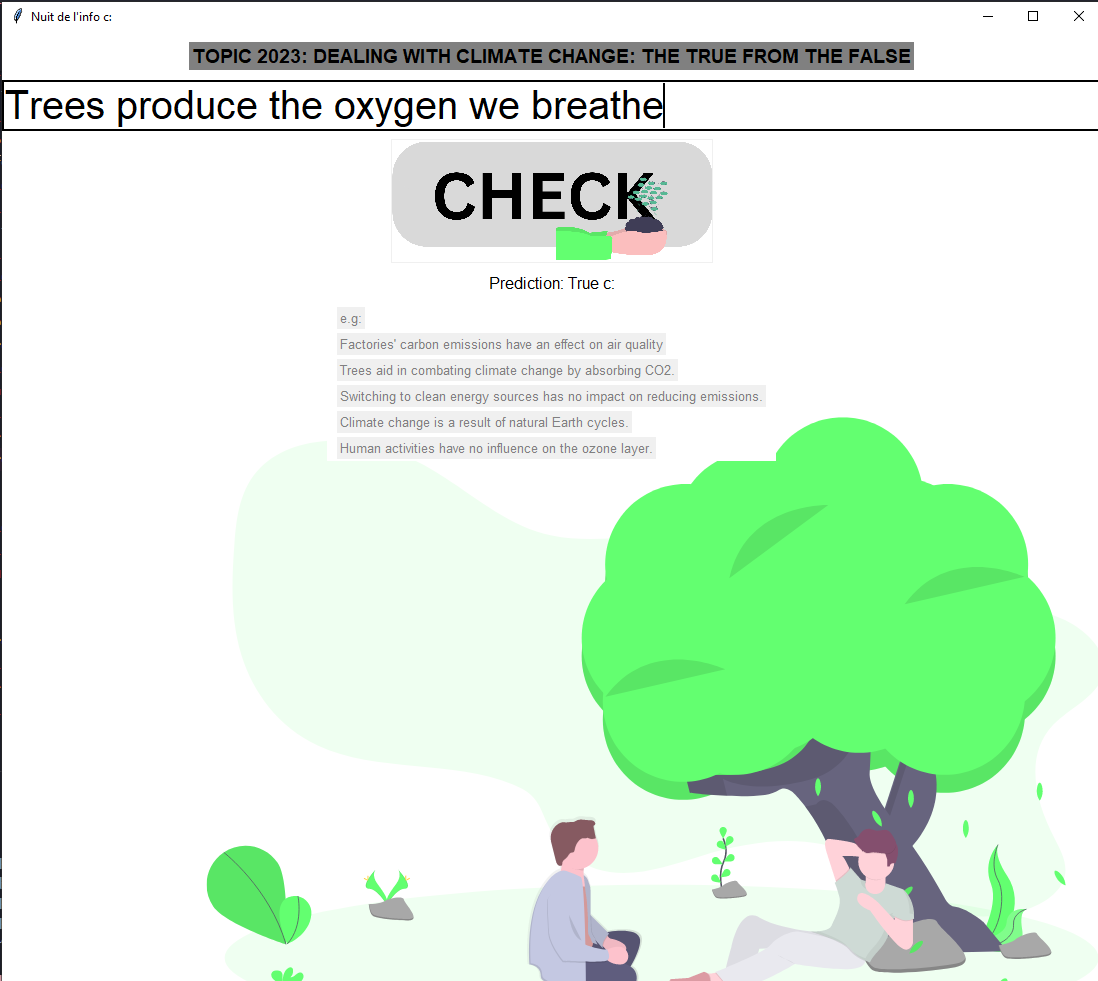 Nuit de l'info c:
TOPIC 2023: DEALING WITH CLIMATE CHANGE: THE TRUE FROM THE FALSE
Trees produce the oxygen we breathe
CHECK
Prediction: True c:
e.g:
Factories' carbon emissions have an effect on air quality
Trees aid in combating climate change by absorbing CO2.
Switching to clean energy sources has no impact on reducing emissions.
Climate change is a result of natural Earth cycles.
Human activities have no influence on the ozone layer.